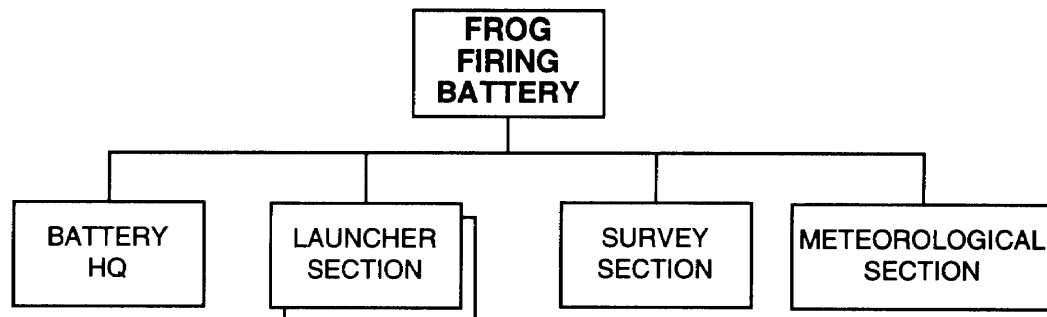 FROG
FIRING
BATTERY
BATTERY
HQ
LAUNCHER
SECTION
SURVEY
SECTION
METEOROLOGICAL
SECTION